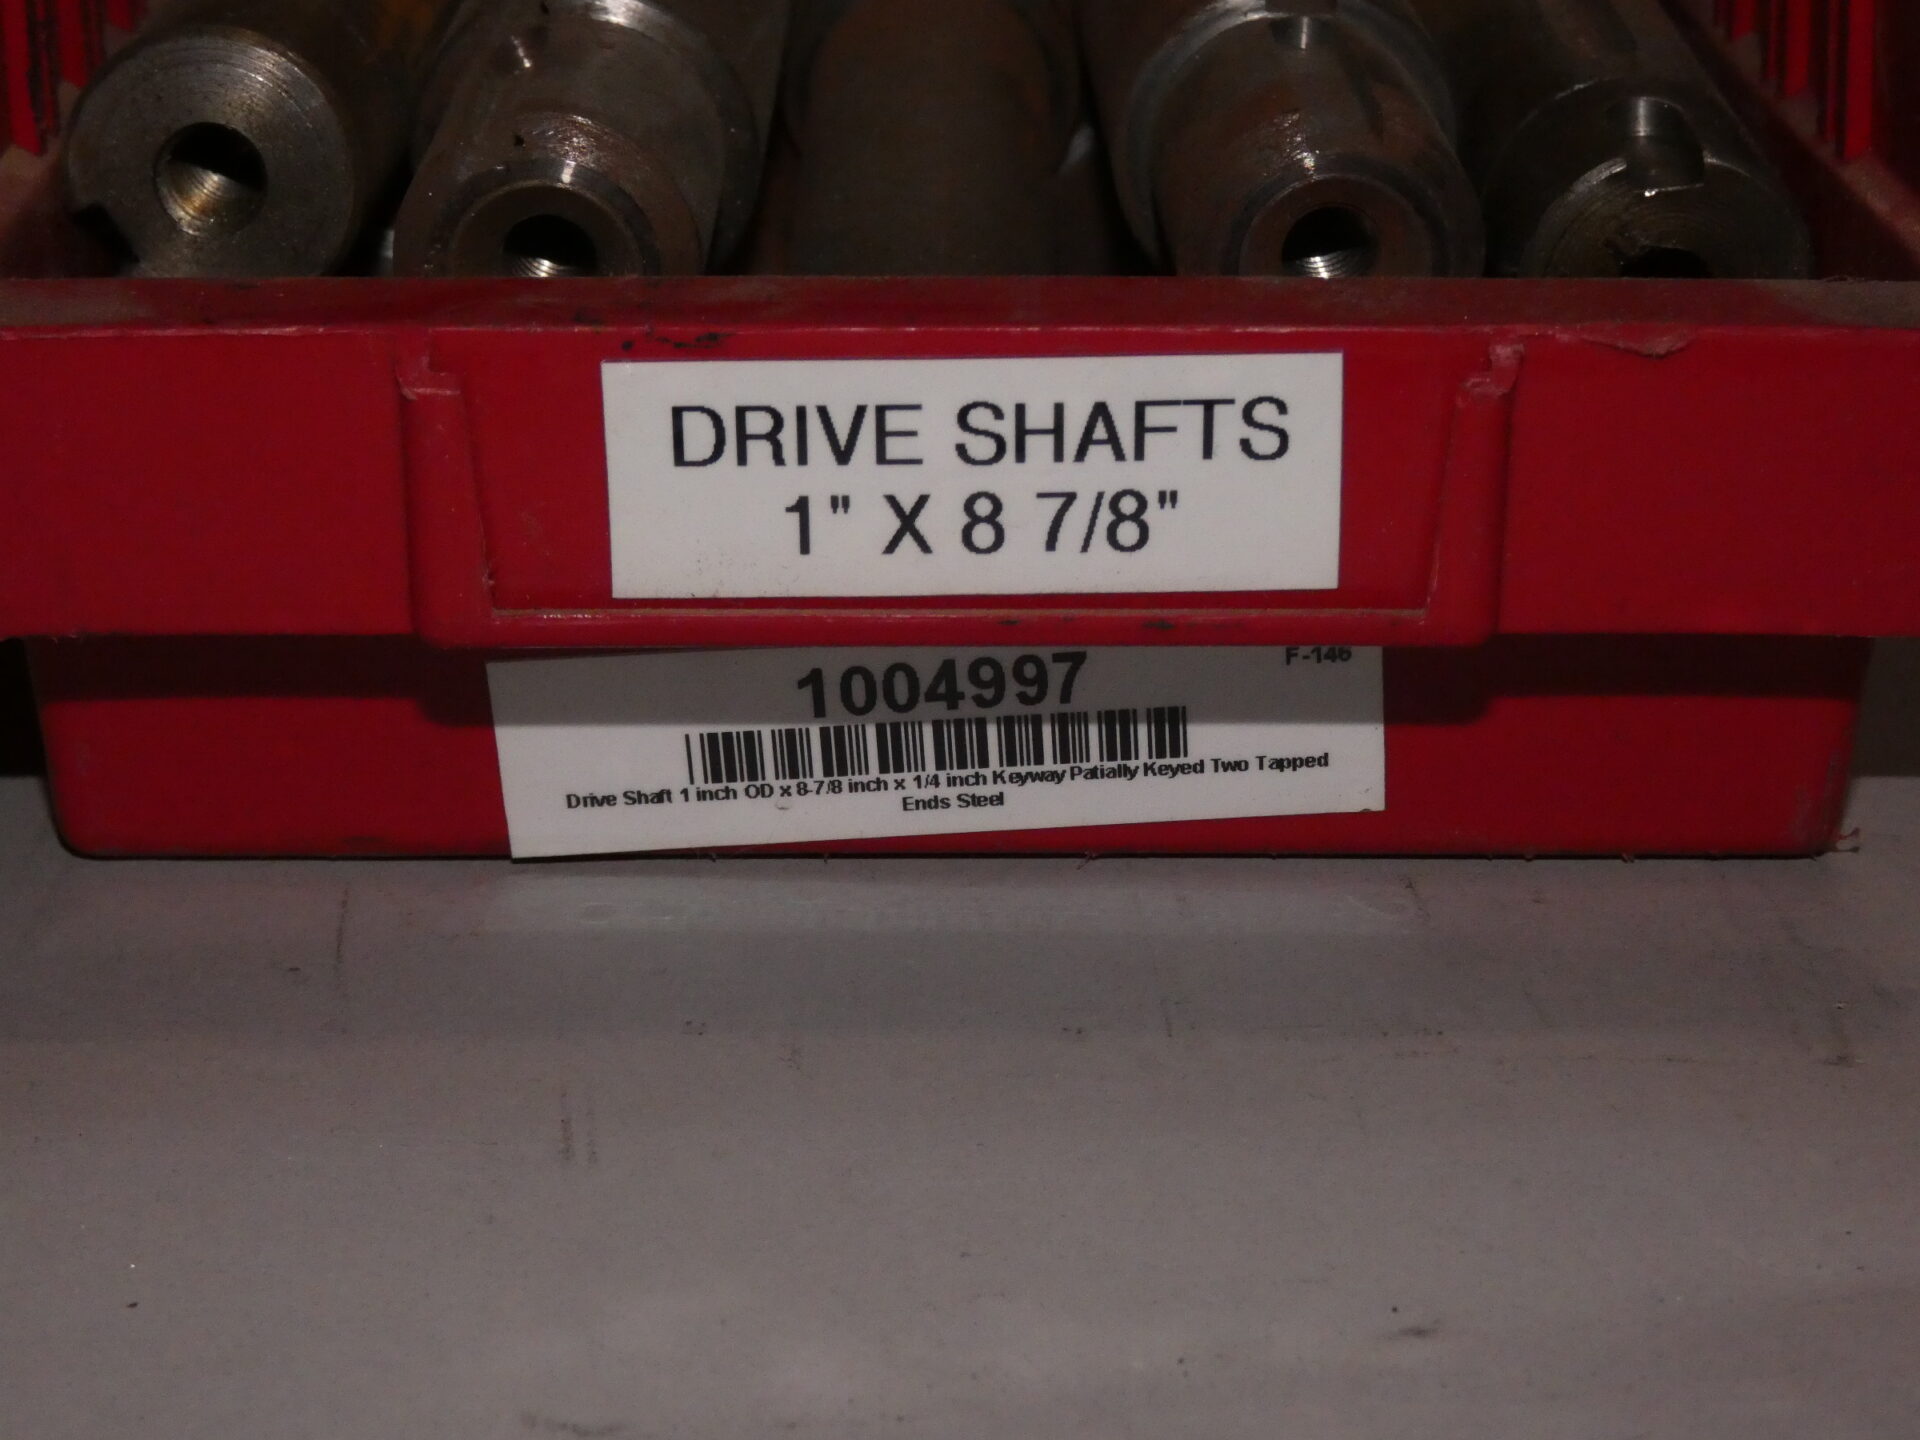 DRIVE SHAFTS
1" X 8 7/8"
F-146
1004997
Drive Shaft 1 inch OD x 8-7/8 inch x 1/4 inch Keyway Patially Keyed Two Tapped
Ends Steel